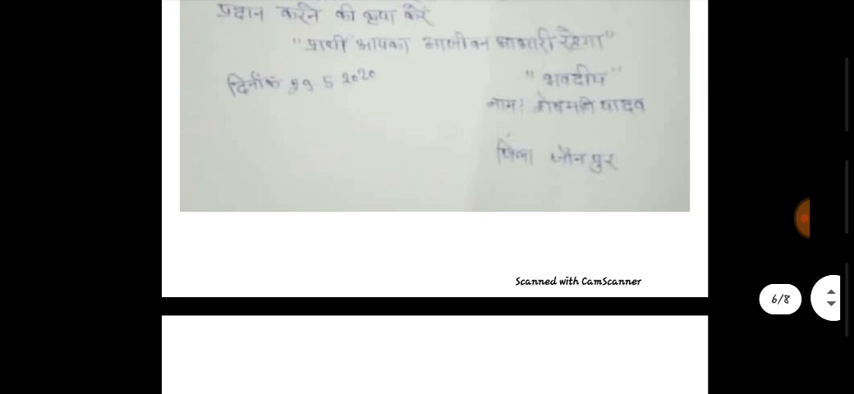 प्रदान करने की कृपा करें
"प्रार्थी आपका आजीवन आभारी रहेगा"
दिनांक 29 5 2020
"भवदीय"
नाम: शेषमनि यादव
जिला जौनपुर
Scanned with CamScanner
6/8